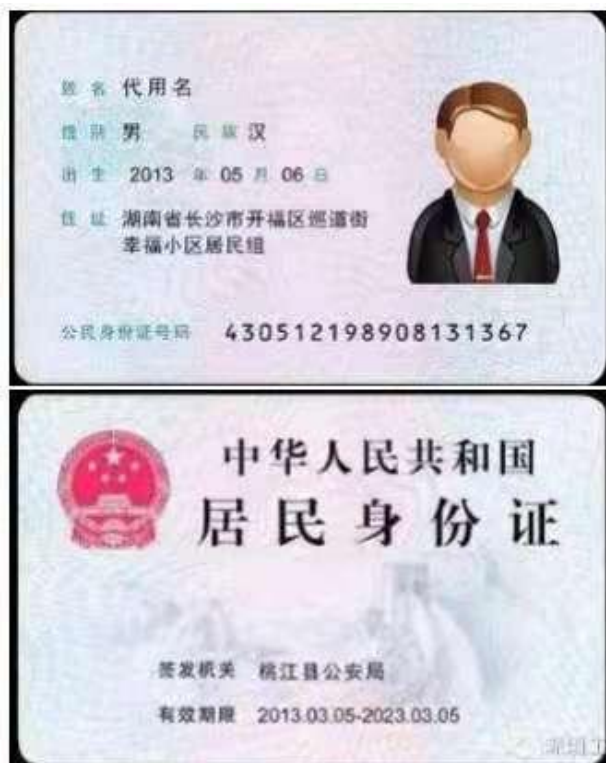 姓名 代用名
性别 男 民族 汉
出生 2013 年 05 月 06 日
住址 湖南省长沙市开福区巡道街
幸福小区居民组
公民身份证号码 430512198908131367
中华人民共和国
居民身份证
签发机关 桃江县公安局
有效期限 2013.03.05-2023.03.05